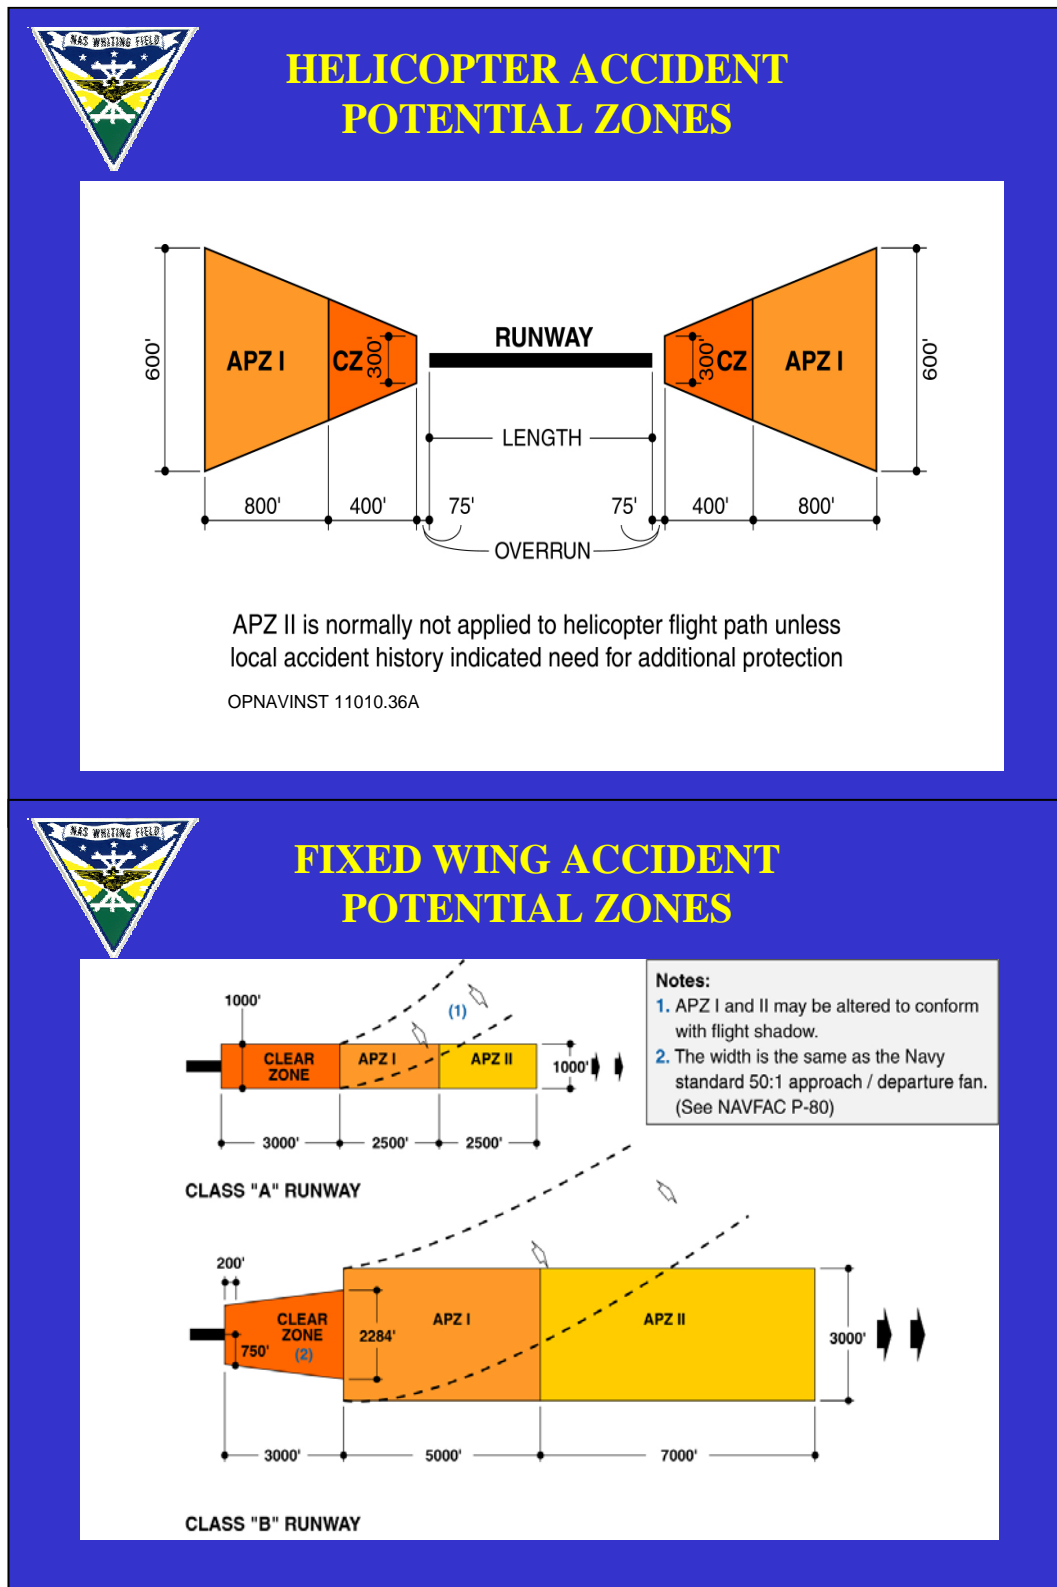 NAS WHITING FIELD
HELICOPTER ACCIDENT
POTENTIAL ZONES
RUNWAY
600'
APZ I
CZ
300'
300'
CZ
APZ I
600'
LENGTH
800'
400'
75'
75'
400'
800'
OVERRUN
APZ II is normally not applied to helicopter flight path unless
local accident history indicated need for additional protection
OPNAVINST 11010.36A
NAS WHITING FIELD
FIXED WING ACCIDENT
POTENTIAL ZONES
Notes:
1. APZ I and II may be altered to conform
with flight shadow.
2. The width is the same as the Navy
standard 50:1 approach / departure fan.
(See NAVFAC P-80)
1000'
(1)
CLEAR
ZONE
APZ I
APZ II
1000'
3000'
2500'
2500'
CLASS "A" RUNWAY
200'
CLEAR
ZONE
(2)
750'
2284'
APZ I
APZ II
3000'
3000'
5000'
7000'
CLASS "B" RUNWAY